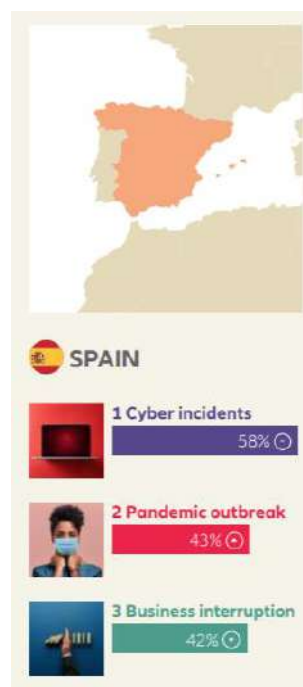 SPAIN
1 Cyber incidents
58%
2 Pandemic outbreak
43%
3 Business interruption
42%